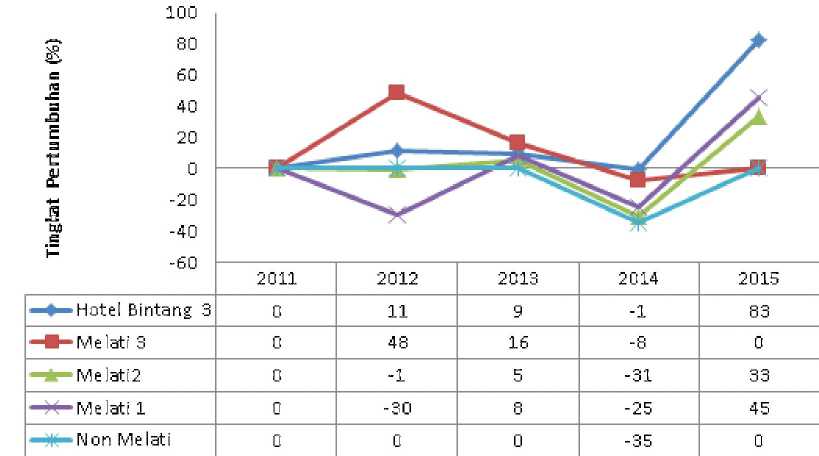 Tingkat Pertumbuhan (%)
100
80
60
40
20
0
-20
-40
-60
2011 2012 2013 2014 2015
Hotel Bintang 3 0 11 9 -1 83
Melati 3 0 48 16 -8 0
Melati2 0 -1 5 -31 33
Melati 1 0 -30 8 -25 45
Non Melati 0 0 0 -35 0